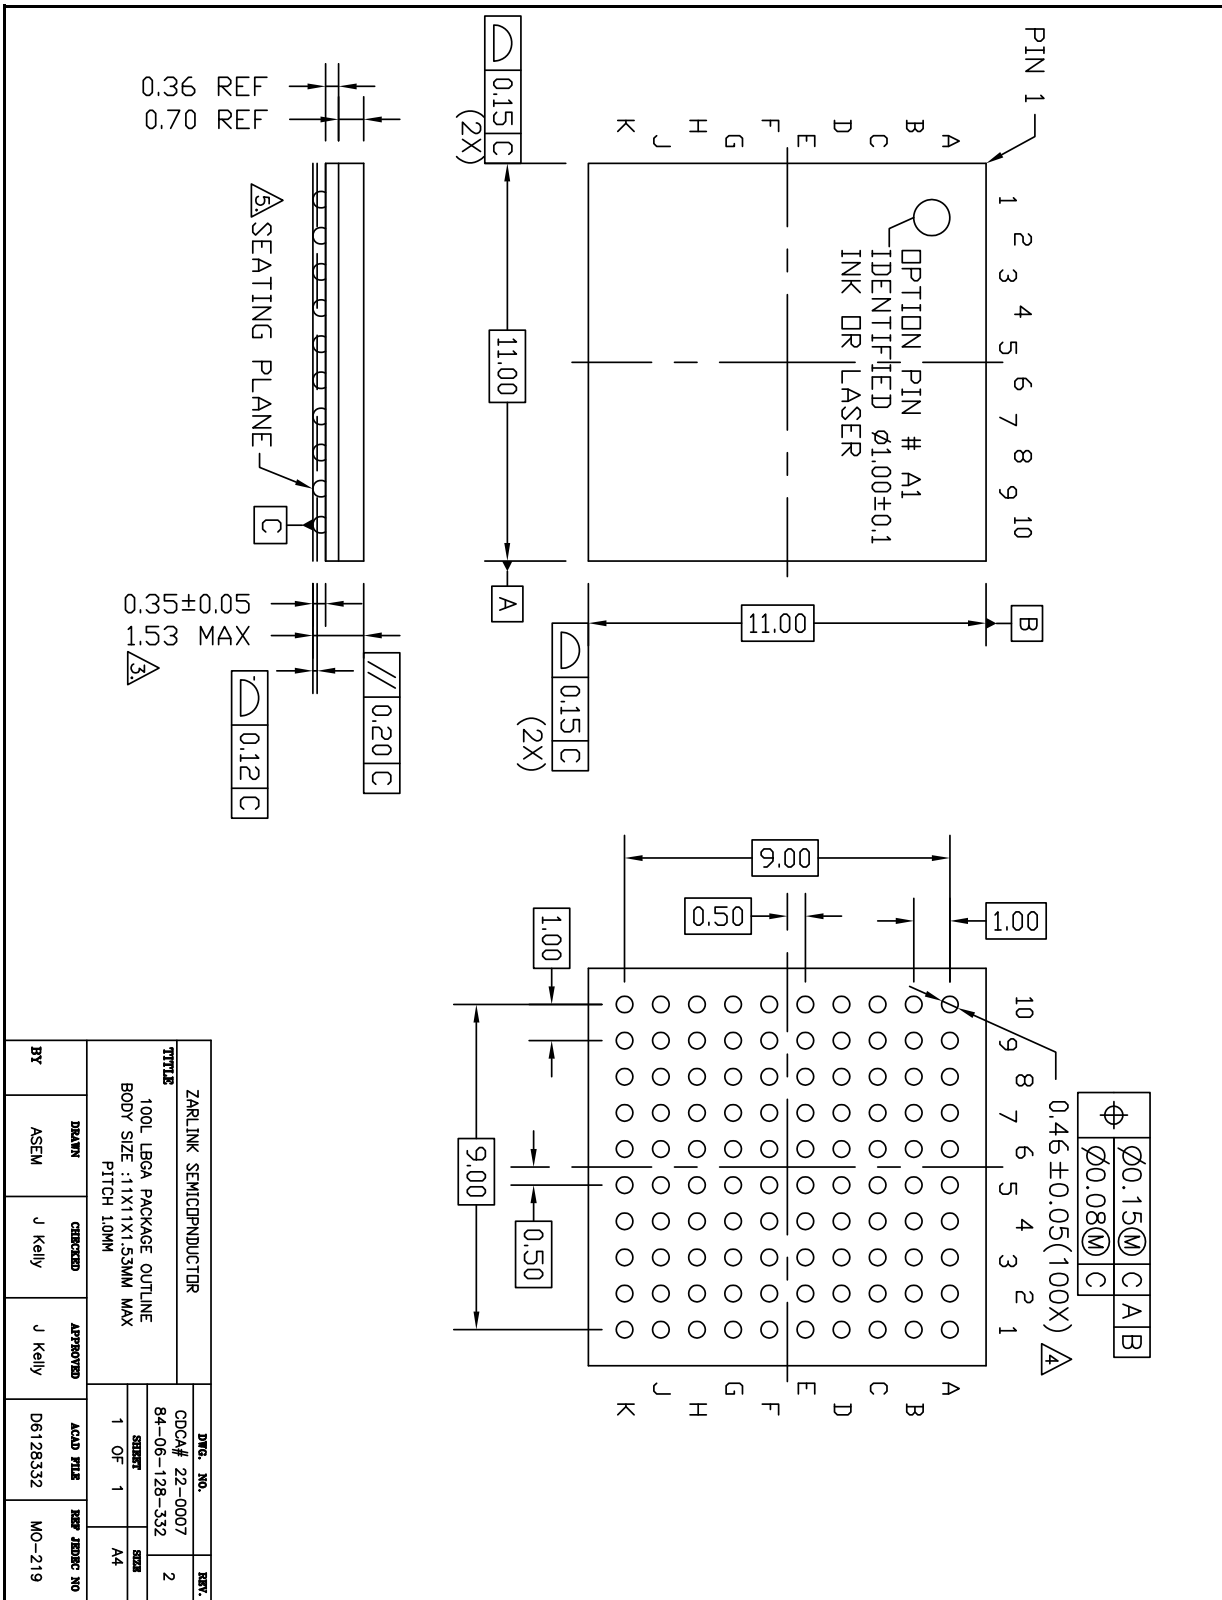 PIN 1
A
B
C
D
E
F
G
H
J
K
1
2
3
4
5
6
7
8
9
10
OPTION PIN # A1
IDENTIFIED Ø1.00±0.1
INK OR LASER
B
11.00
0.15 C
(2X)
11.00
A
0.15 C
(2X)
0.36 REF
0.70 REF
5. SEATING PLANE
C
0.35±0.05
1.53 MAX
3.
// 0.20 C
0.12 C
9.00
0.50
1.00
1.00
9.00
0.50
Ø0.15Ⓜ C A B
Ø0.08Ⓜ C
0.46±0.05(100X) 4
10
9
8
7
6
5
4
3
2
1
A
B
C
D
E
F
G
H
J
K
ZARLINK SEMICOPNDUCTOR
TITLE
100L LBGA PACKAGE OUTLINE
BODY SIZE :11X11X1.53MM MAX
PITCH 1.0MM
DWG. NO.
REV.
CDCA# 22-0007
84-06-128-332
2
SHEET
SIZE
1 OF 1
A4
BY
DRAWN
CHECKED
APPROVED
ACAD FILE
REF JEDEC NO
ASEM
J Kelly
J Kelly
D6128332
MO-219